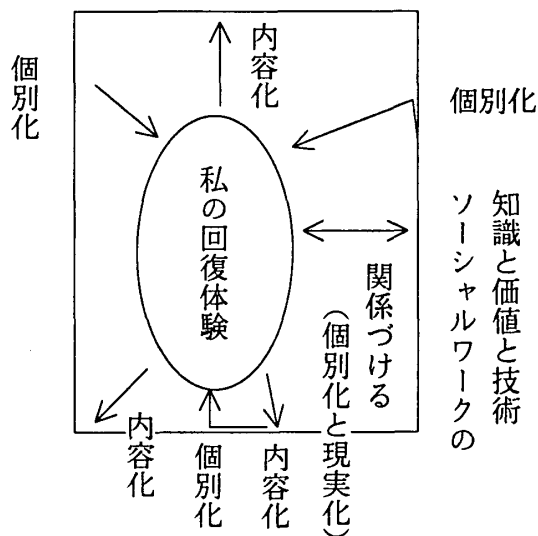 内容化
個別化
個別化
私の回復体験
関係づける
（個別化と現実化）
ソーシャルワークの
知識と価値と技術
内容化
個別化
内容化